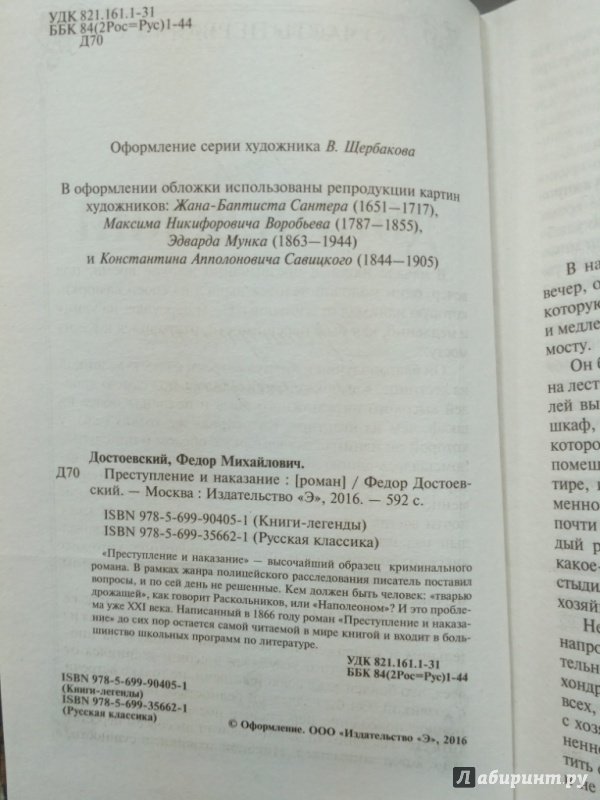 УДК 821.161.1-31
ББК 84(2Рос=Рус)1-44
Д70
Оформление серии художника В. Щербакова
В оформлении обложки использованы репродукции картин
художников: Жана-Баптиста Сантера (1651—1717),
Максима Никифоровича Воробьева (1787—1855),
Эдварда Мунка (1863—1944)
и Константина Апполоновича Савицкого (1844—1905)
Достоевский, Федор Михайлович.
Д70 Преступление и наказание : [роман] / Федор Достоев-
ский. — Москва : Издательство «Э», 2016. — 592 с.
ISBN 978-5-699-90405-1 (Книги-легенды)
ISBN 978-5-699-35662-1 (Русская классика)
«Преступление и наказание» — высочайший образец криминального
романа. В рамках жанра полицейского расследования писатель поставил
вопросы, и по сей день не решенные. Кем должен быть человек: «тварью
дрожащей», как говорит Раскольников, или «Наполеоном»? И это пробле-
ма уже XXI века. Написанный в 1866 году роман «Преступление и наказа-
ние» до сих пор остается самой читаемой в мире книгой и входит в боль-
шинство школьных программ по литературе.
УДК 821.161.1-31
ББК 84(2Рос=Рус)1-44
ISBN 978-5-699-90405-1
(Книги-легенды)
ISBN 978-5-699-35662-1
(Русская классика)
© Оформление. ООО «Издательство «Э», 2016
В на
вечер, о
которую
и медле
мосту.
Он б
на лест
лей вы
шкаф,
которо
помещ
тире, и
менно
почти
дый р
какое-
стыди
хозяй
Не
напро
тельн
хондр
всех,
с хозя
ненно
тить
не
Лабиринт.ру